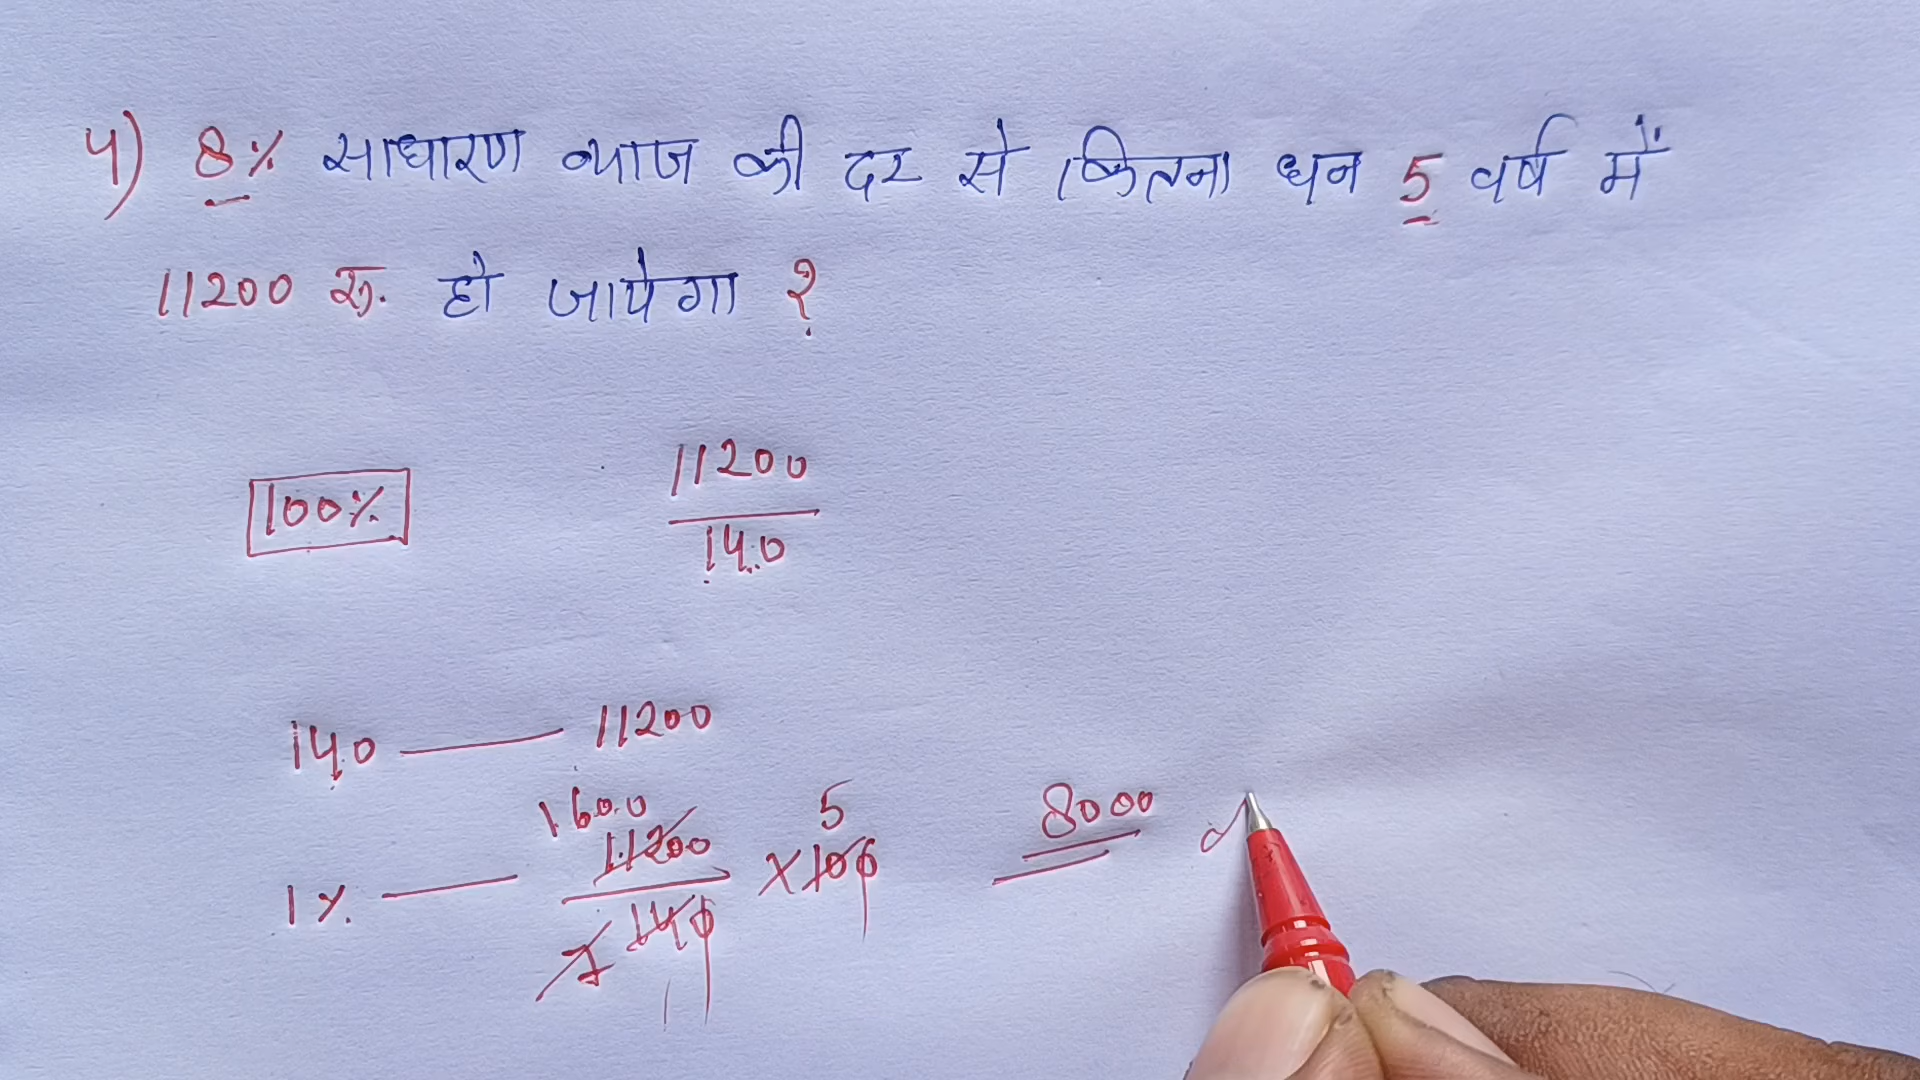 4) 8% साधारण ब्याज की दर से कितना धन 5 वर्ष में
11200 रु. हो जायेगा ?
100%
11200
140
140 — 11200
1600 5
1% — 11200 × 100 8000
7 140